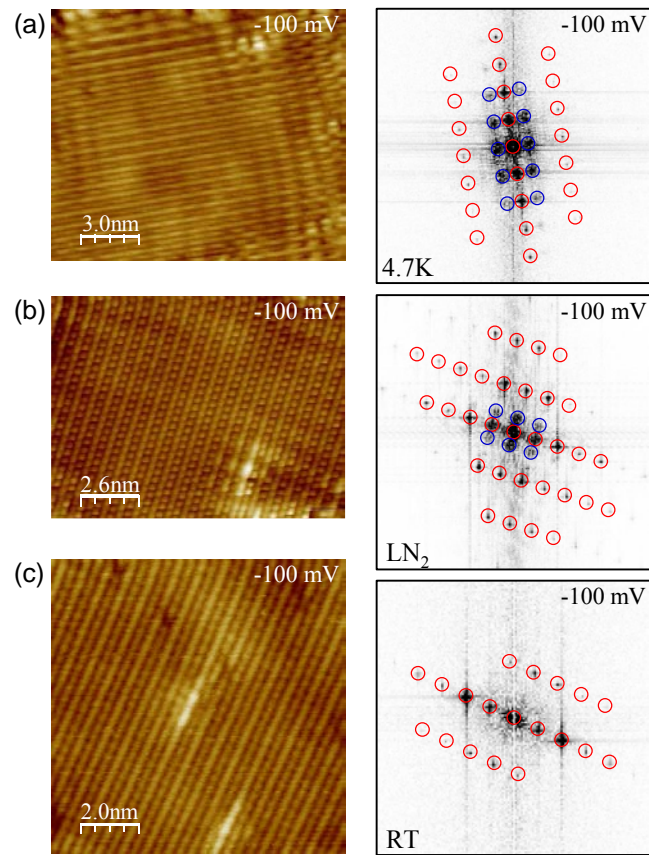 (a)
-100 mV
3.0nm
-100 mV
4.7K
(b)
-100 mV
2.6nm
-100 mV
LN₂
(c)
-100 mV
2.0nm
-100 mV
RT